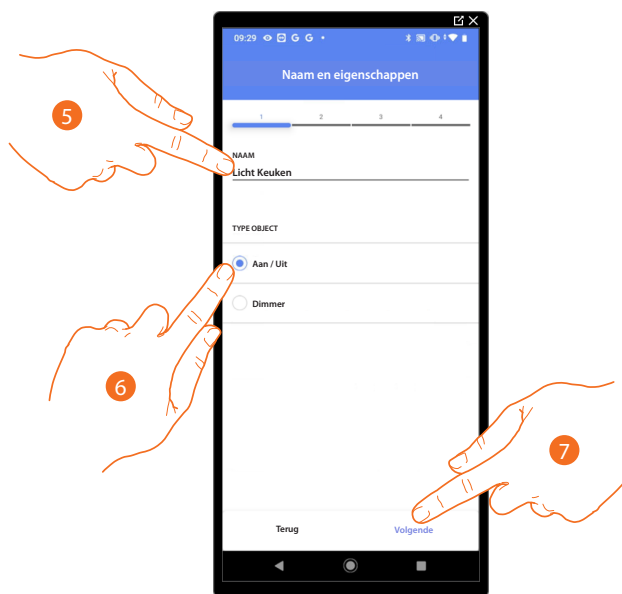 09:29 G G
Naam en eigenschappen
1 2 3 4
NAAM
Licht Keuken
TYPE OBJECT
Aan / Uit
Dimmer
Terug Volgende
5
6
7